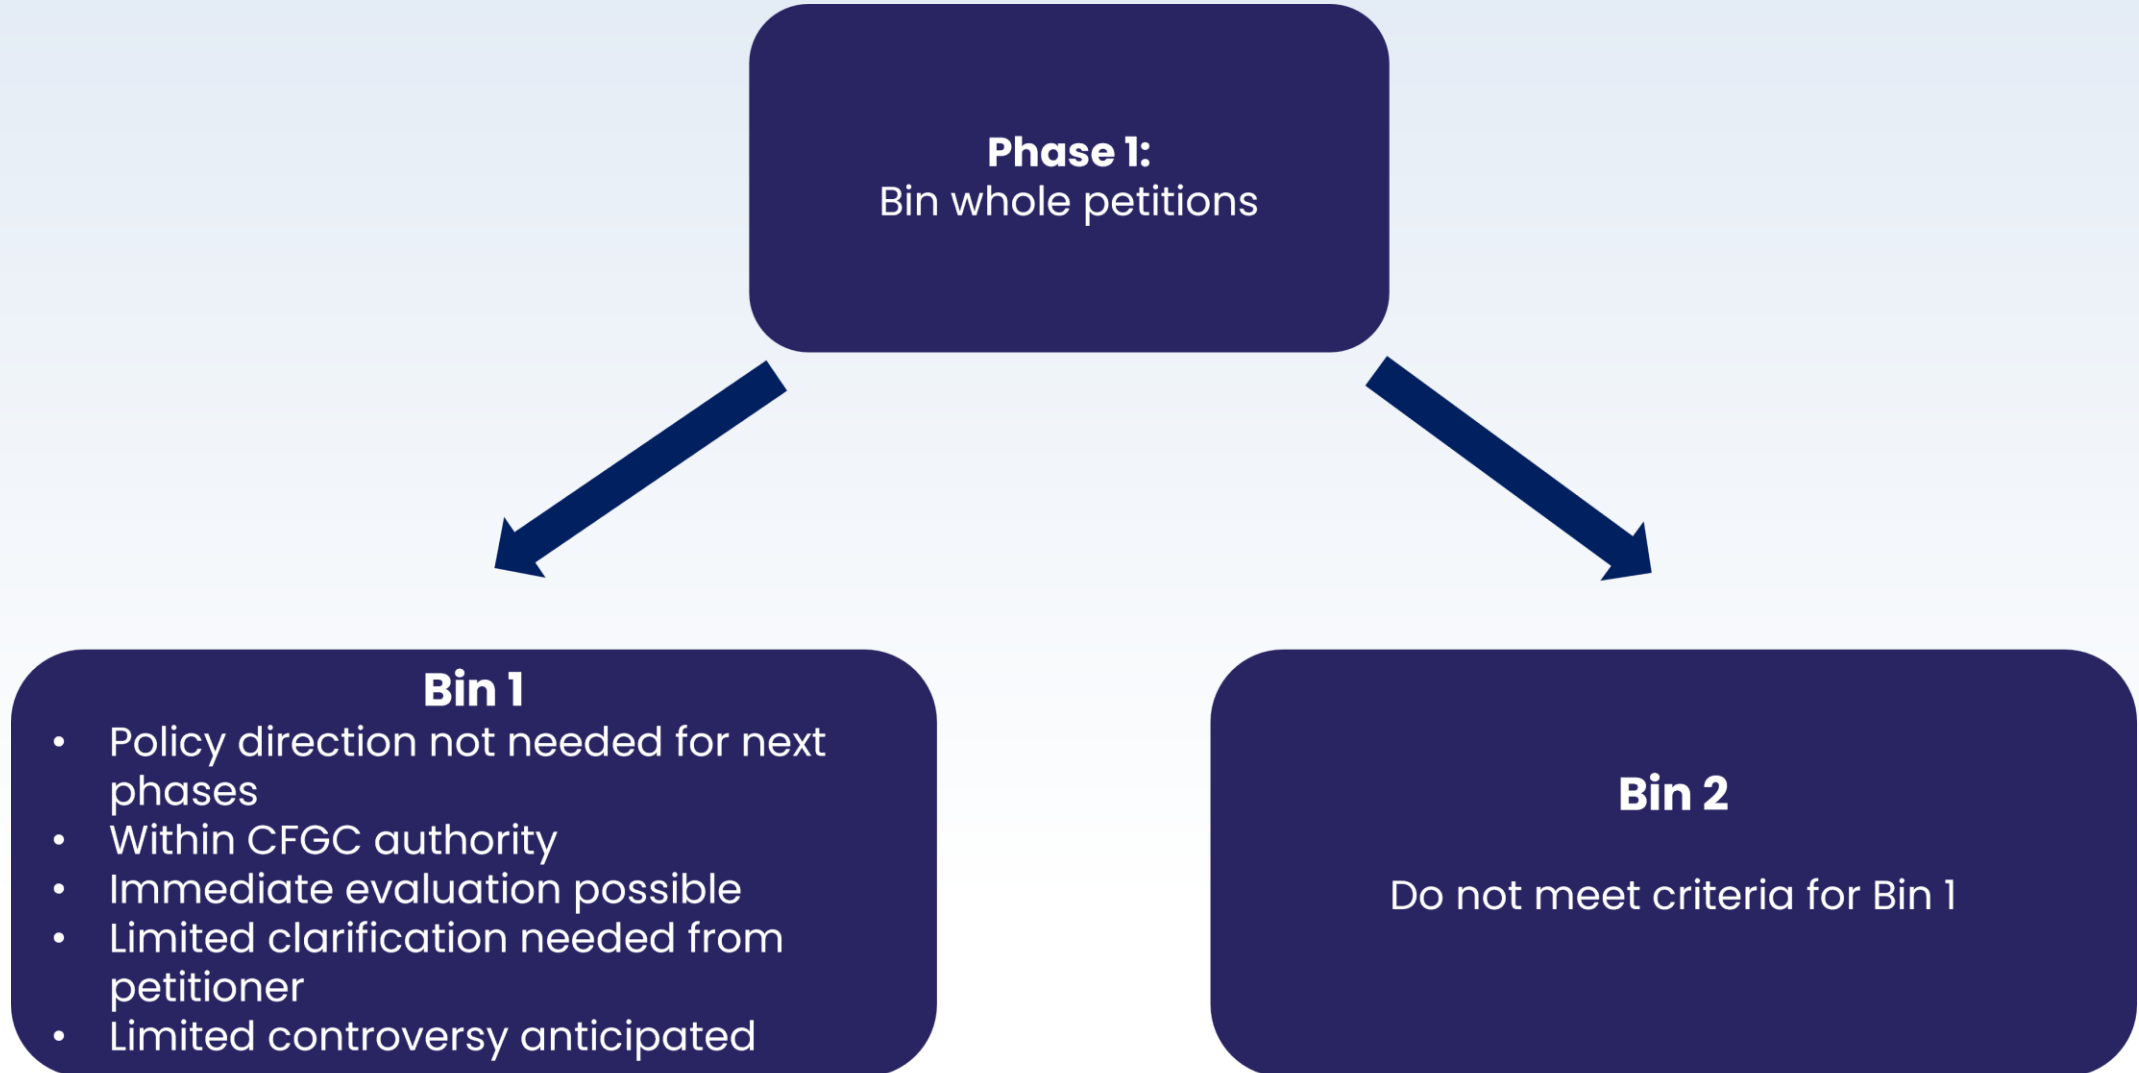 Phase 1:
Bin whole petitions
Bin 1
• Policy direction not needed for next
phases
• Within CFGC authority
• Immediate evaluation possible
• Limited clarification needed from
petitioner
• Limited controversy anticipated
Bin 2
Do not meet criteria for Bin 1